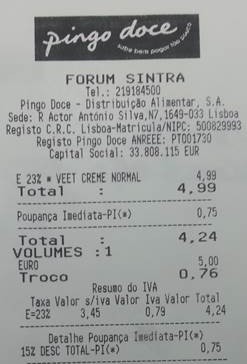 pingo doce
sabe bem pagar tão pouco
FORUM SINTRA
Tel.: 219184500
Pingo Doce - Distribuição Alimentar, S.A.
Sede: R Actor António Silva,N7,1649-033 Lisboa
Registo C.R.C. Lisboa-Matricula/NIPC: 500829993
Registo Pingo Doce ANREEE: PT001730
Capital Social: 33.808.115 EUR
E 23% * VEET CREME NORMAL 4,99
Total : 4,99
Poupança Imediata-PI(*) 0,75
Total : 4,24
VOLUMES :1
EURO 5,00
Troco 0,76
Resumo do IVA
Taxa Valor s/iva Valor Iva Valor Total
E=23% 3,45 0,79 4,24
Detalhe Poupança Imediata-PI(*)
15% DESC TOTAL-PI(*) 0,75